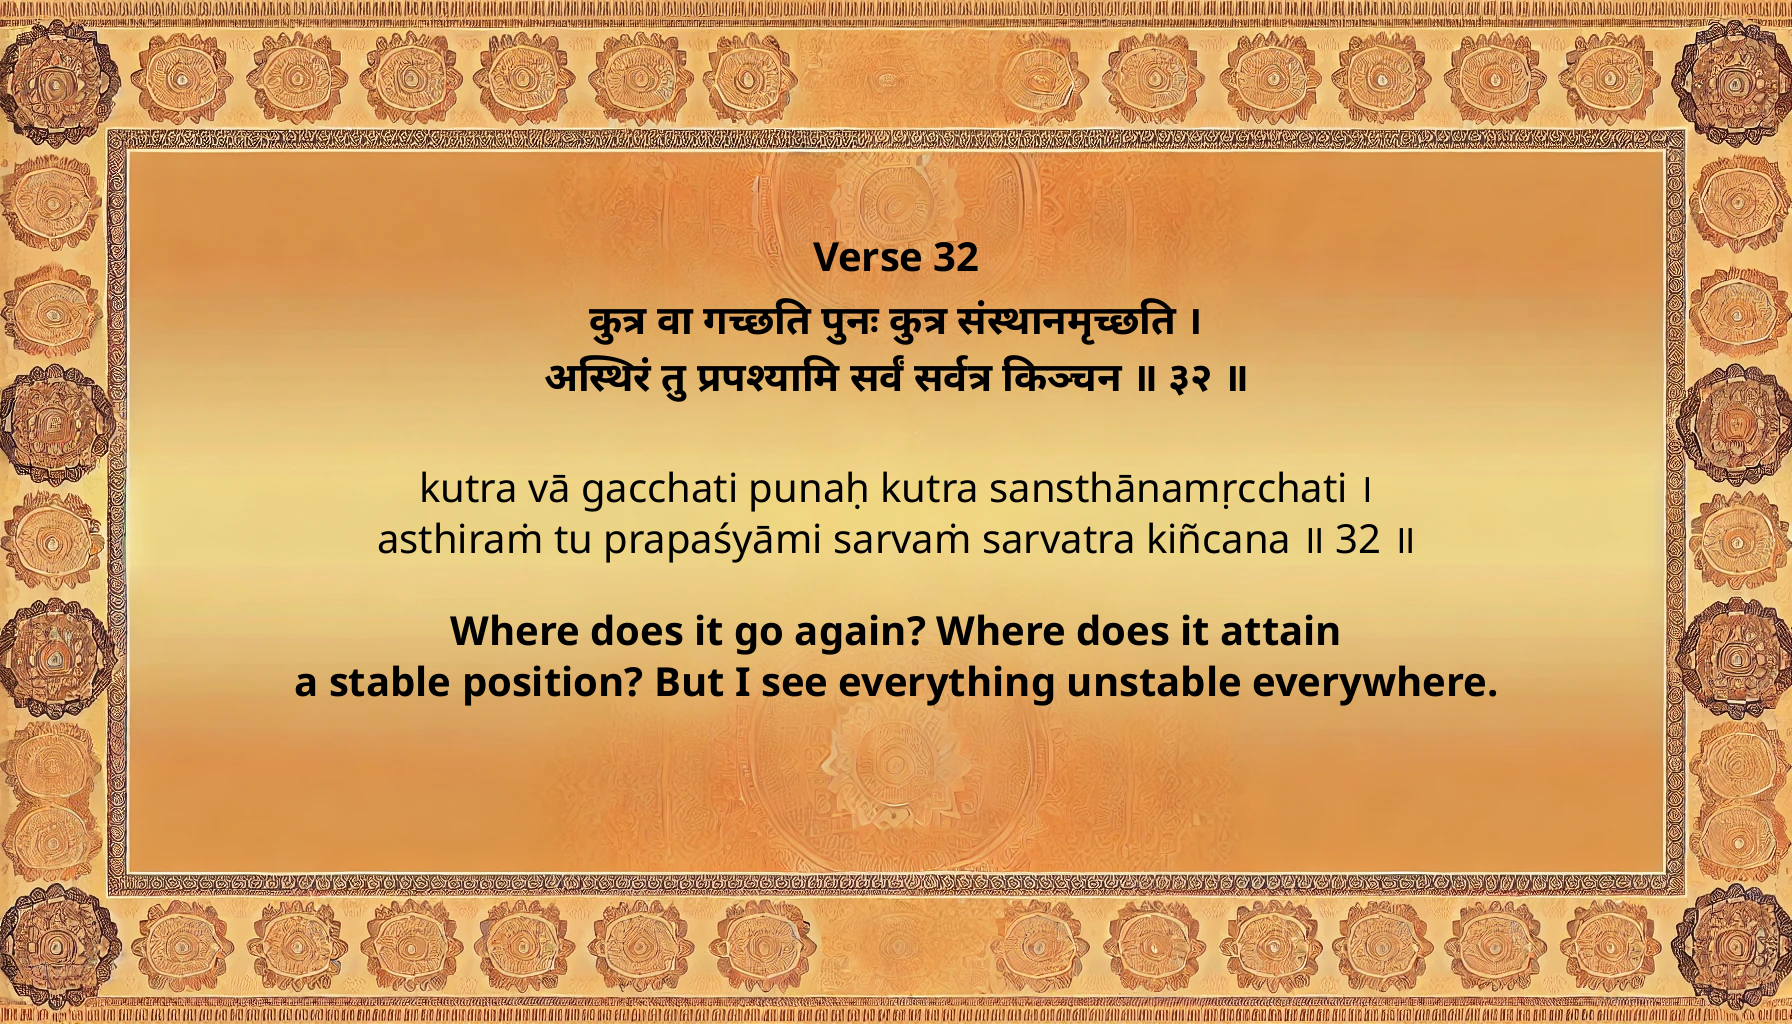 Verse 32
कुत्र वा गच्छति पुनः कुत्र संस्थानमृच्छति ।
अस्थिरं तु प्रपश्यामि सर्वं सर्वत्र किञ्चन ॥ ३२ ॥
kutra vā gacchati punaḥ kutra sansthānamṛcchati ।
asthiraṁ tu prapaśyāmi sarvaṁ sarvatra kiñcana ॥ 32 ॥
Where does it go again? Where does it attain
a stable position? But I see everything unstable everywhere.